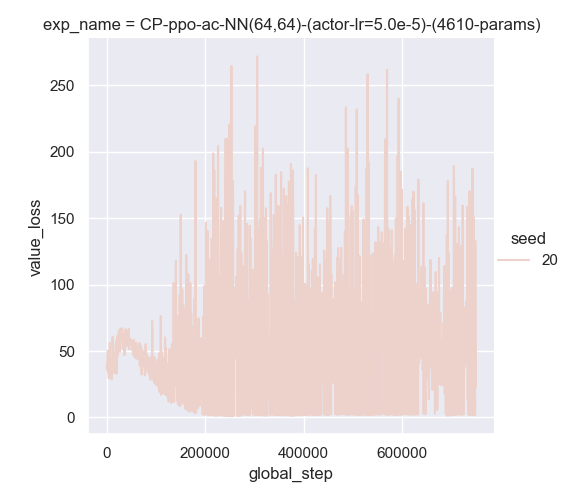 exp_name = CP-ppo-ac-NN(64,64)-(actor-lr=5.0e-5)-(4610-params)
250
200
150
100
50
0
value_loss
0
200000
400000
600000
global_step
seed
20